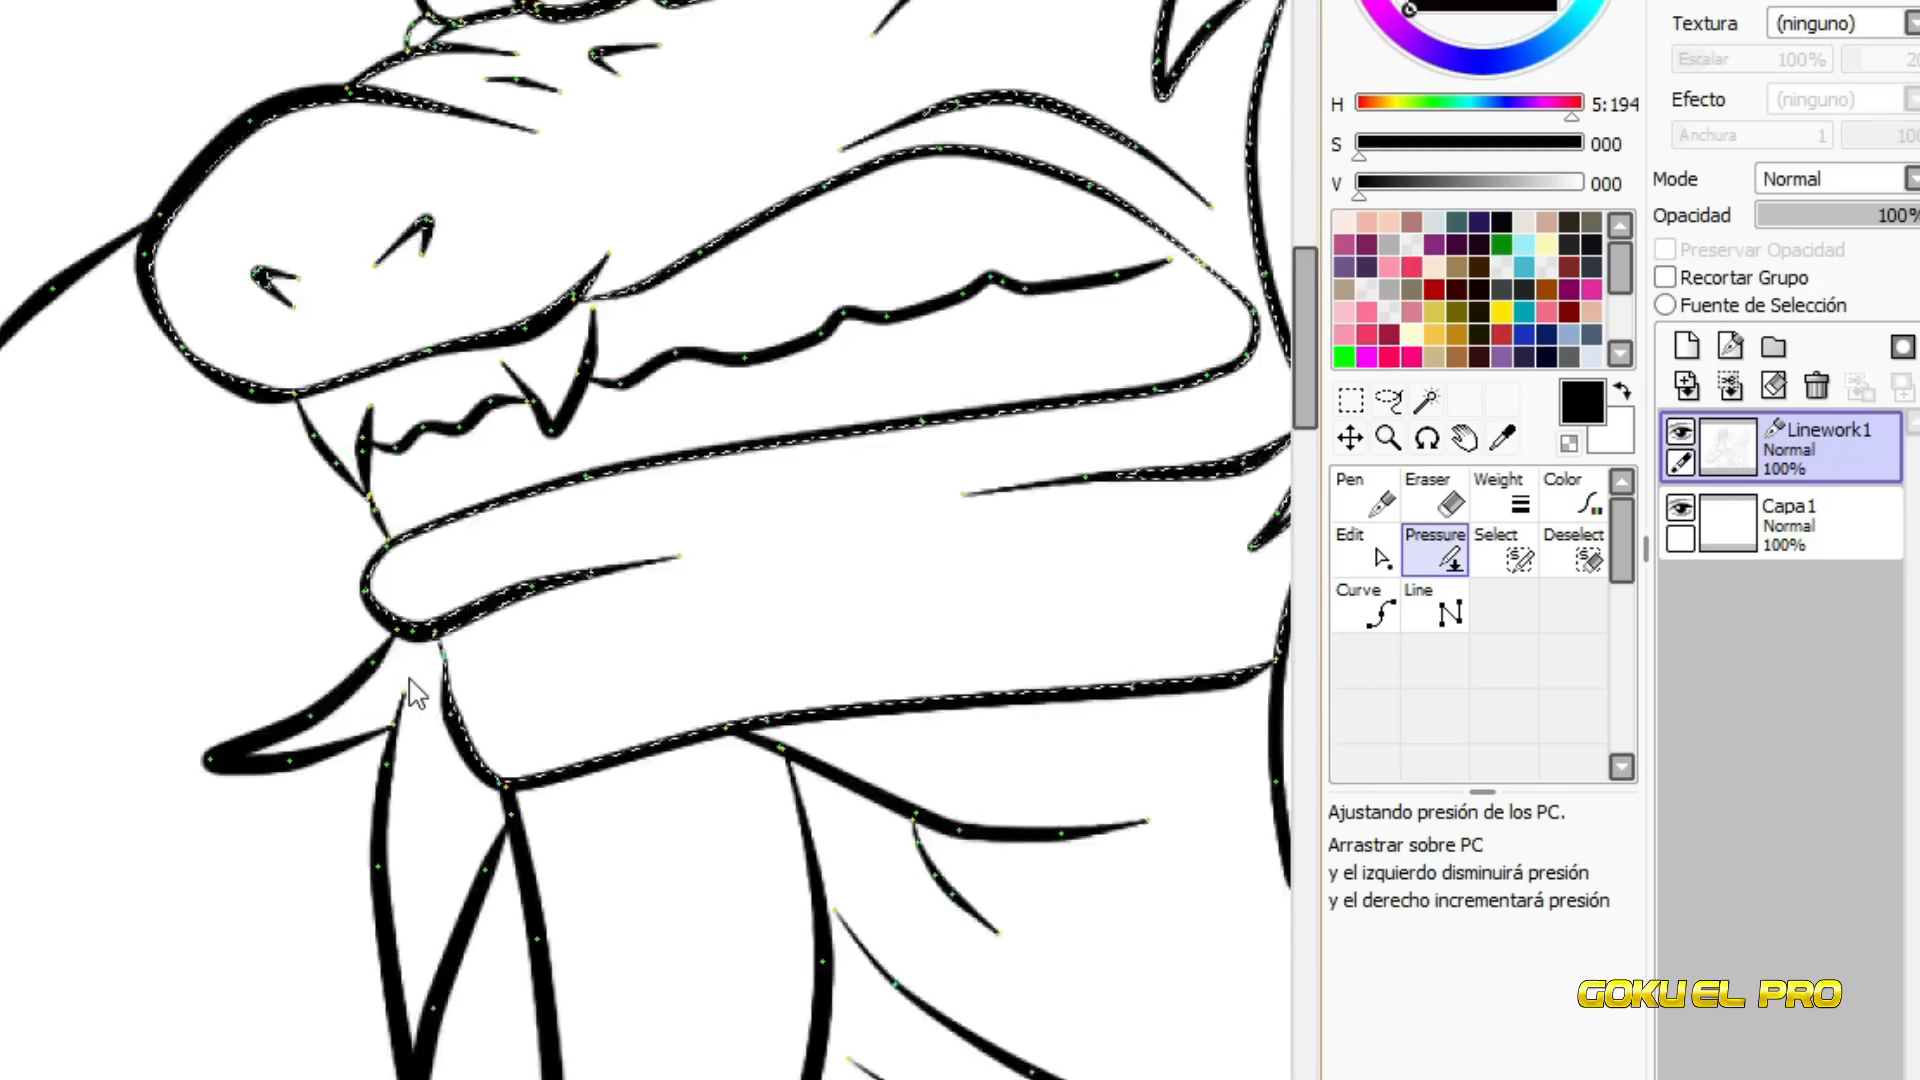 Textura (ninguno)
Escalar 100% 20
Efecto (ninguno)
Anchura 1 100
H 5:194
S 000
V 000
Mode Normal
Opacidad 100%
Preservar Opacidad
Recortar Grupo
Fuente de Selección
Linework1
Normal
100%
Capa1
Normal
100%
Pen Eraser Weight Color
Edit Pressure Select Deselect
Curve Line
Ajustando presión de los PC.
Arrastrar sobre PC
y el izquierdo disminuirá presión
y el derecho incrementará presión
GOKU EL PRO